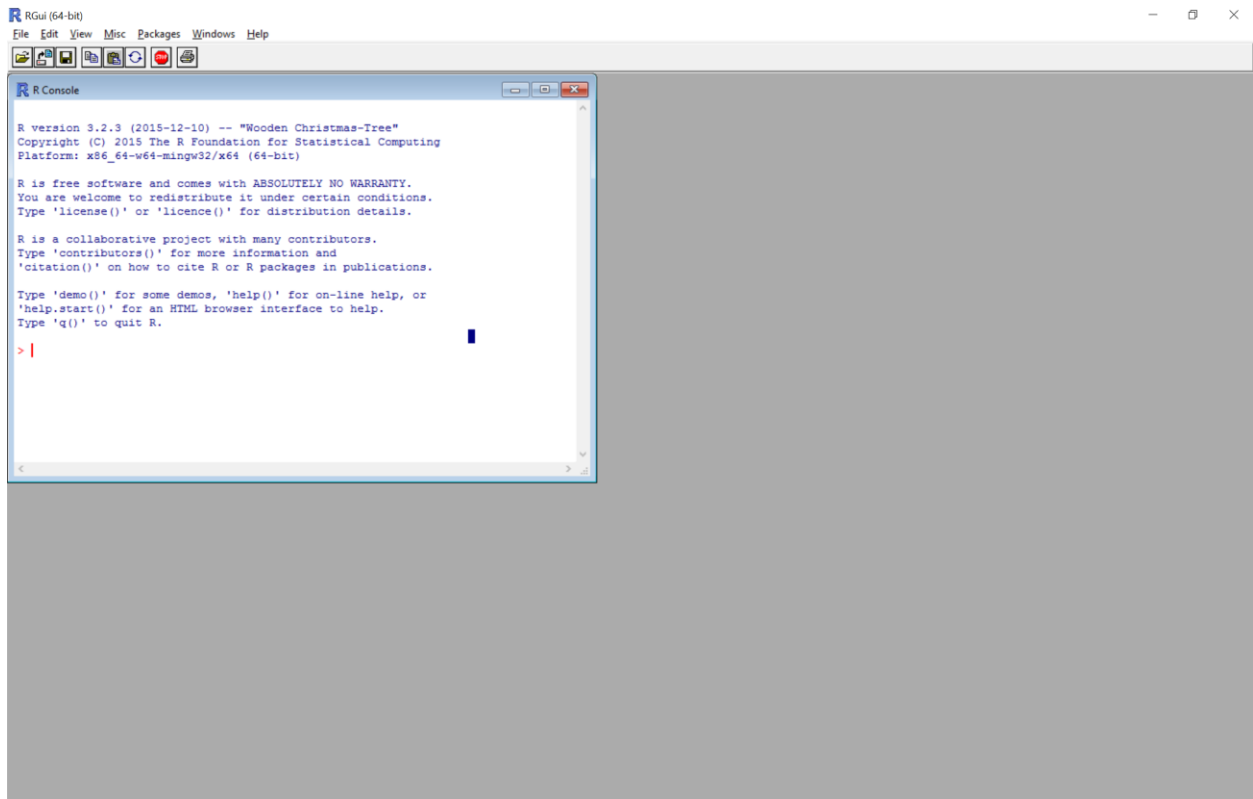 RGui (64-bit)
File Edit View Misc Packages Windows Help
STOP
R Console
R version 3.2.3 (2015-12-10) -- "Wooden Christmas-Tree"
Copyright (C) 2015 The R Foundation for Statistical Computing
Platform: x86_64-w64-mingw32/x64 (64-bit)
R is free software and comes with ABSOLUTELY NO WARRANTY.
You are welcome to redistribute it under certain conditions.
Type 'license()' or 'licence()' for distribution details.
R is a collaborative project with many contributors.
Type 'contributors()' for more information and
'citation()' on how to cite R or R packages in publications.
Type 'demo()' for some demos, 'help()' for on-line help, or
'help.start()' for an HTML browser interface to help.
Type 'q()' to quit R.
>